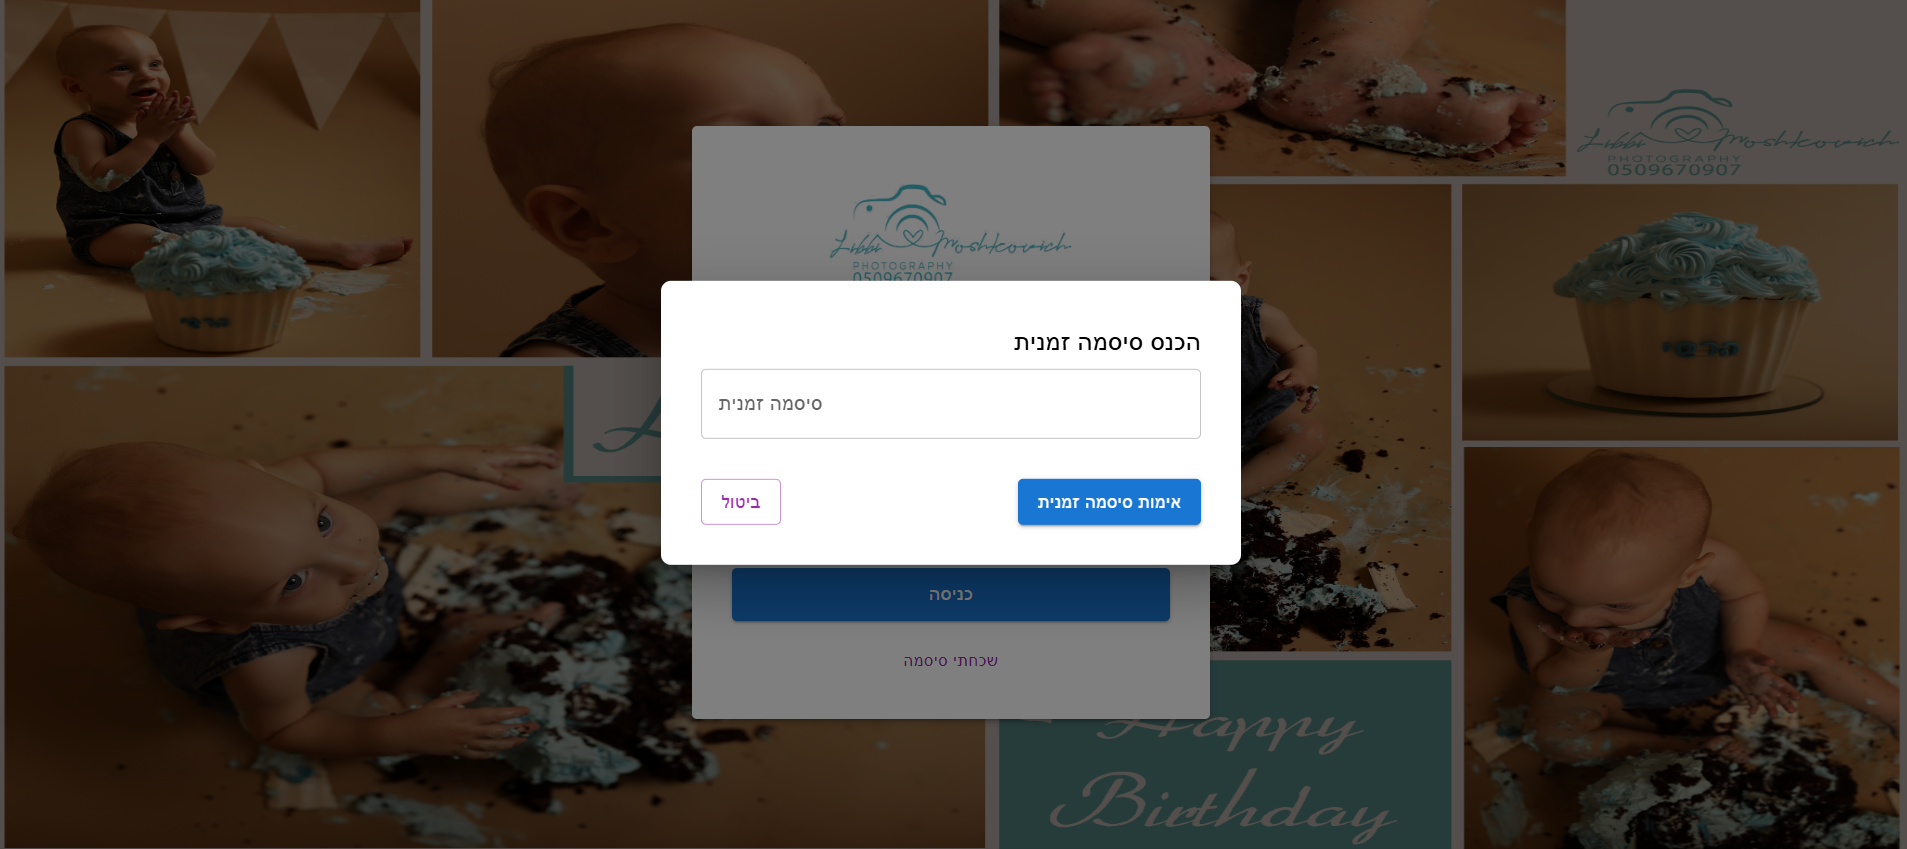 Libbi Moshkovich
PHOTOGRAPHY
0509670907
Libbi Moshkovich
PHOTOGRAPHY
0509670907
הכנס סיסמה זמנית
סיסמה זמנית
אימות סיסמה זמנית
ביטול
כניסה
שכחתי סיסמה
Happy
Birthday